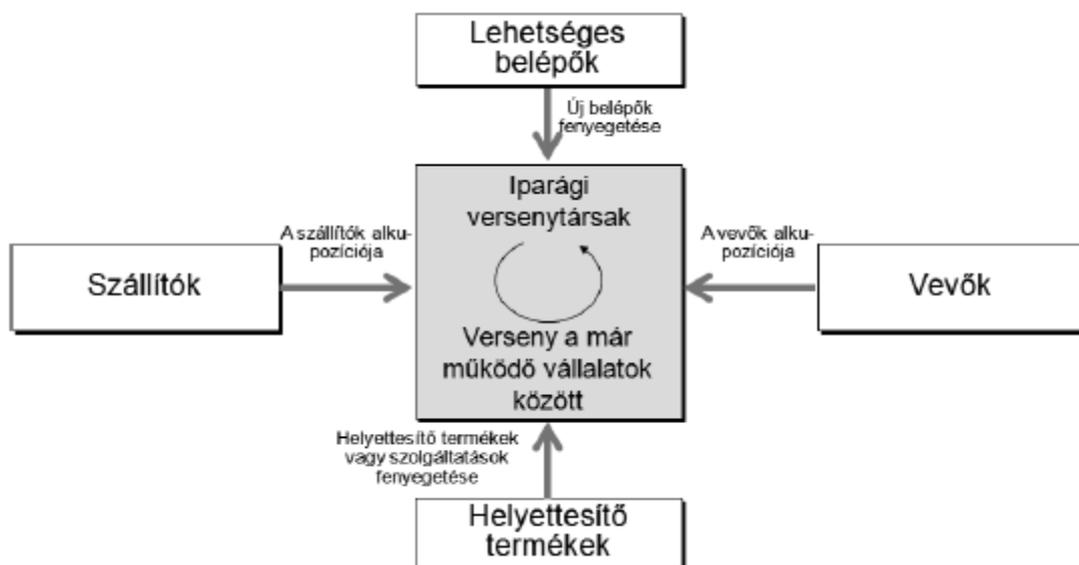 Lehetséges
belépők
Új belépők
fenyegetése
Iparági
versenytársak
A szállítók alku-
pozíciója
A vevők alku-
pozíciója
Szállítók
Vevők
Verseny a már
működő vállalatok
között
Helyettesítő termékek
vagy szolgáltatások
fenyegetése
Helyettesítő
termékek